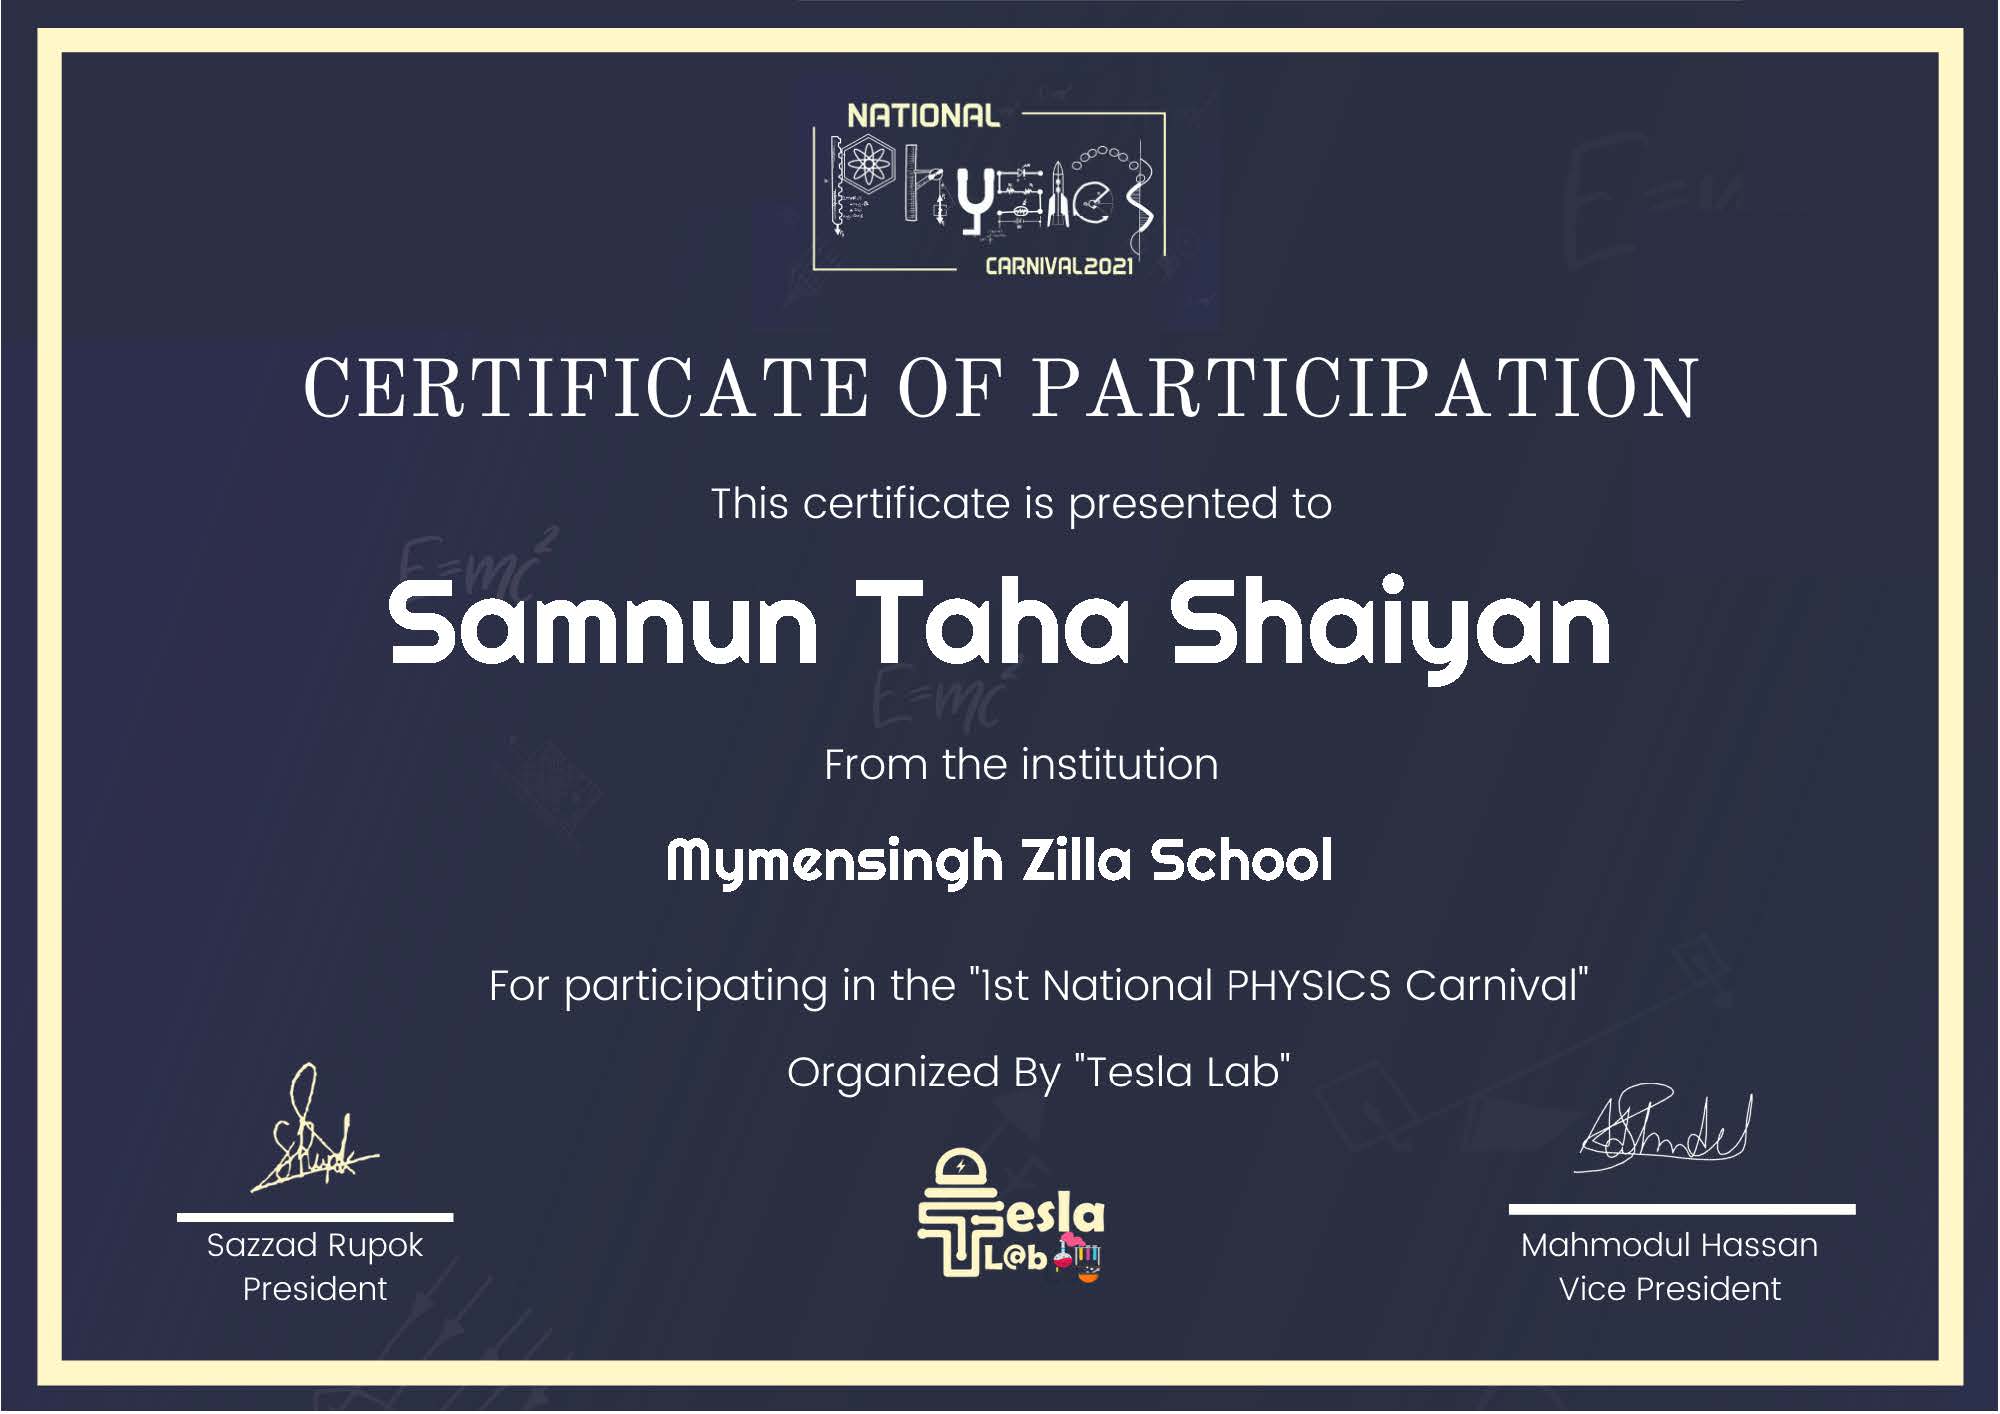 NATIONAL
Physics
CARNIVAL2021
CERTIFICATE OF PARTICIPATION
This certificate is presented to
E=mc²
Samnun Taha Shaiyan
E=mc²
From the institution
Mymensingh Zilla School
For participating in the "1st National PHYSICS Carnival"
Organized By "Tesla Lab"
Tesla
L@b
Sazzad Rupok
President
Mahmodul Hassan
Vice President